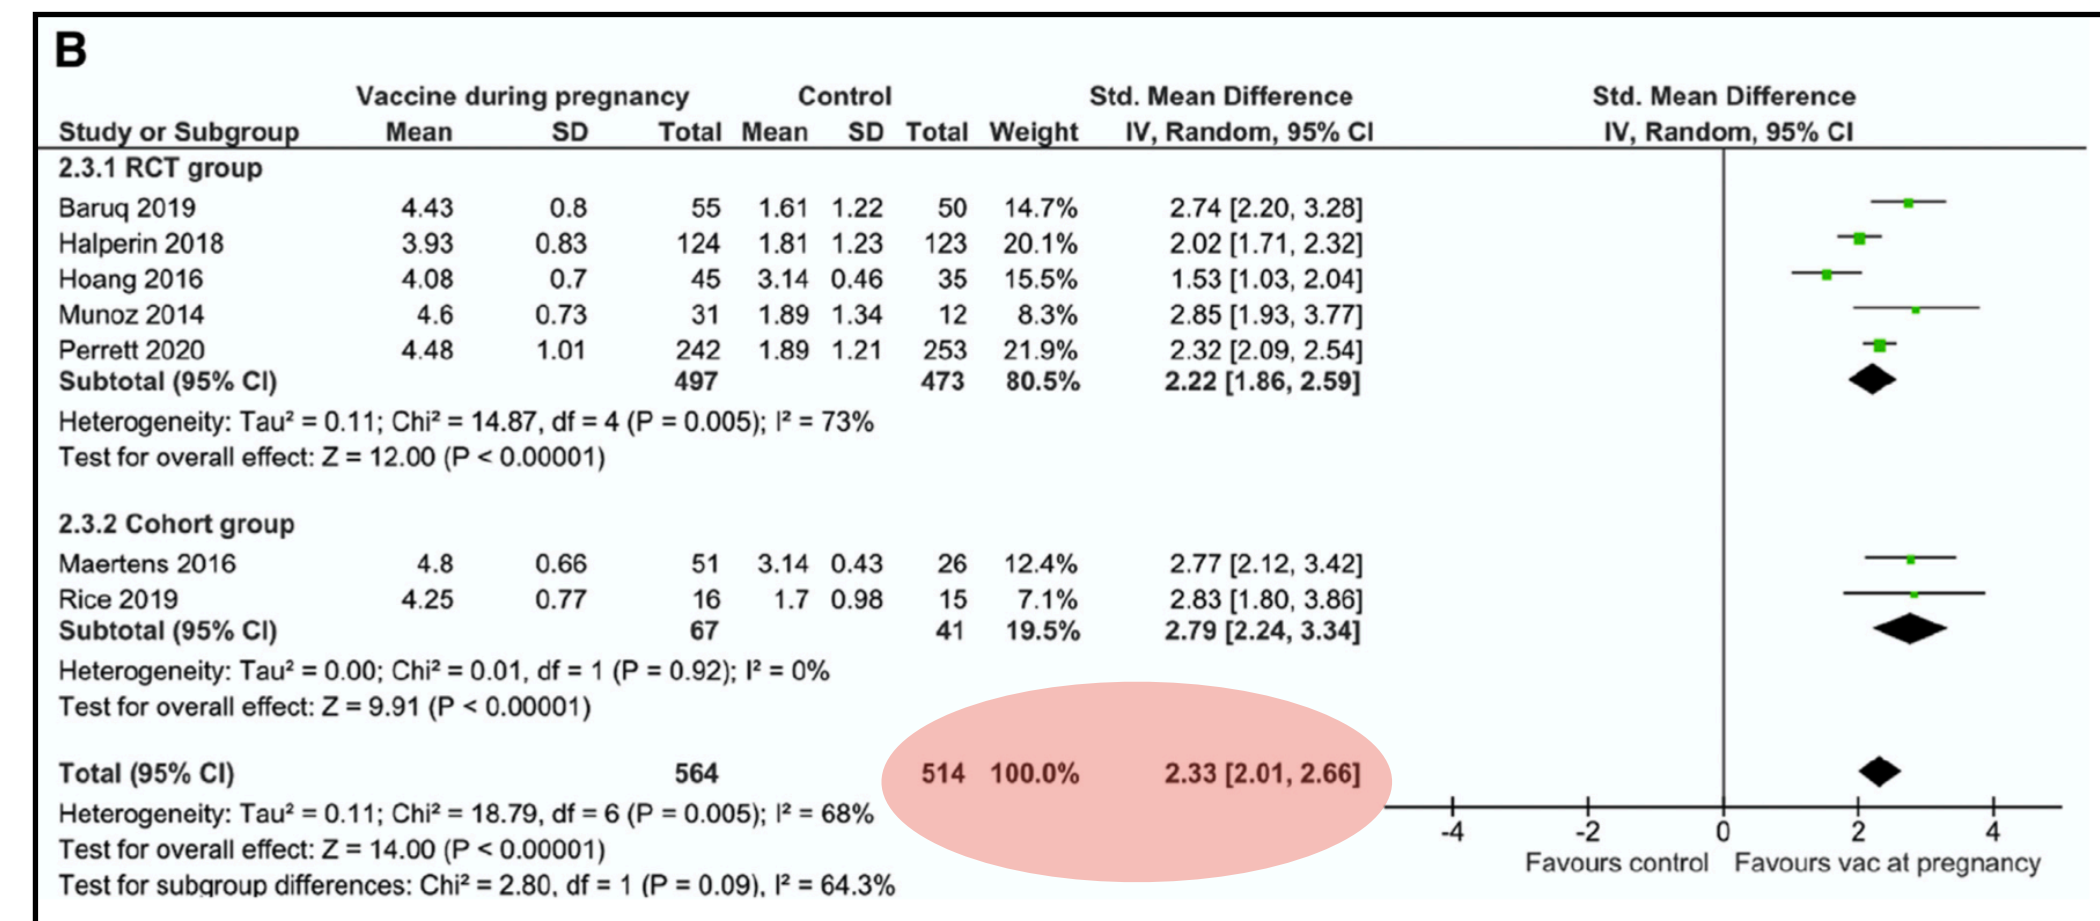 B
Vaccine during pregnancy Control Std. Mean Difference Std. Mean Difference
Study or Subgroup Mean SD Total Mean SD Total Weight IV, Random, 95% CI IV, Random, 95% CI
2.3.1 RCT group
Baruq 2019 4.43 0.8 55 1.61 1.22 50 14.7% 2.74 [2.20, 3.28]
Halperin 2018 3.93 0.83 124 1.81 1.23 123 20.1% 2.02 [1.71, 2.32]
Hoang 2016 4.08 0.7 45 3.14 0.46 35 15.5% 1.53 [1.03, 2.04]
Munoz 2014 4.6 0.73 31 1.89 1.34 12 8.3% 2.85 [1.93, 3.77]
Perrett 2020 4.48 1.01 242 1.89 1.21 253 21.9% 2.32 [2.09, 2.54]
Subtotal (95% CI) 497 473 80.5% 2.22 [1.86, 2.59]
Heterogeneity: Tau² = 0.11; Chi² = 14.87, df = 4 (P = 0.005); I² = 73%
Test for overall effect: Z = 12.00 (P < 0.00001)
2.3.2 Cohort group
Maertens 2016 4.8 0.66 51 3.14 0.43 26 12.4% 2.77 [2.12, 3.42]
Rice 2019 4.25 0.77 16 1.7 0.98 15 7.1% 2.83 [1.80, 3.86]
Subtotal (95% CI) 67 41 19.5% 2.79 [2.24, 3.34]
Heterogeneity: Tau² = 0.00; Chi² = 0.01, df = 1 (P = 0.92); I² = 0%
Test for overall effect: Z = 9.91 (P < 0.00001)
Total (95% CI) 564 514 100.0% 2.33 [2.01, 2.66]
Heterogeneity: Tau² = 0.11; Chi² = 18.79, df = 6 (P = 0.005); I² = 68%
Test for overall effect: Z = 14.00 (P < 0.00001)
Test for subgroup differences: Chi² = 2.80, df = 1 (P = 0.09), I² = 64.3%
-4 -2 0 2 4
Favours control Favours vac at pregnancy